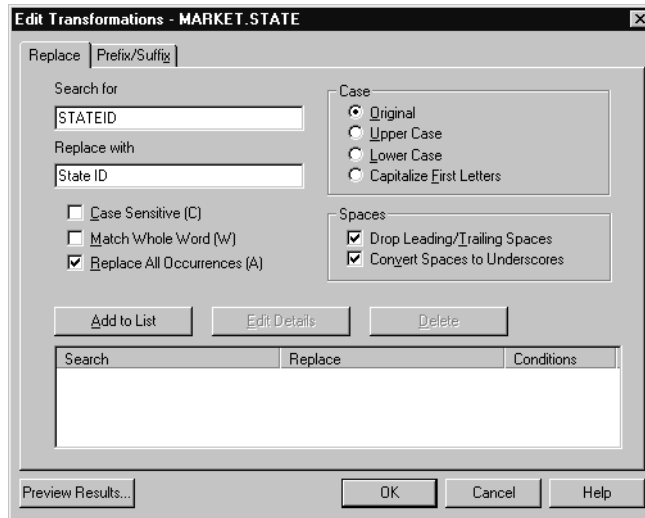 Edit Transformations - MARKET.STATE
Replace
Prefix/Suffix
Search for
STATEID
Replace with
State ID
Case Sensitive (C)
Match Whole Word (W)
Replace All Occurrences (A)
Case
Original
Upper Case
Lower Case
Capitalize First Letters
Spaces
Drop Leading/Trailing Spaces
Convert Spaces to Underscores
Add to List
Edit Details
Delete
Search
Replace
Conditions
Preview Results...
OK
Cancel
Help